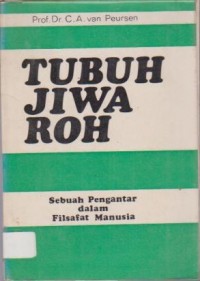 Prof. Dr C.A. van Peursen
TUBUH
JIWA
ROH
Sebuah Pengantar
dalam
Filsafat Manusia